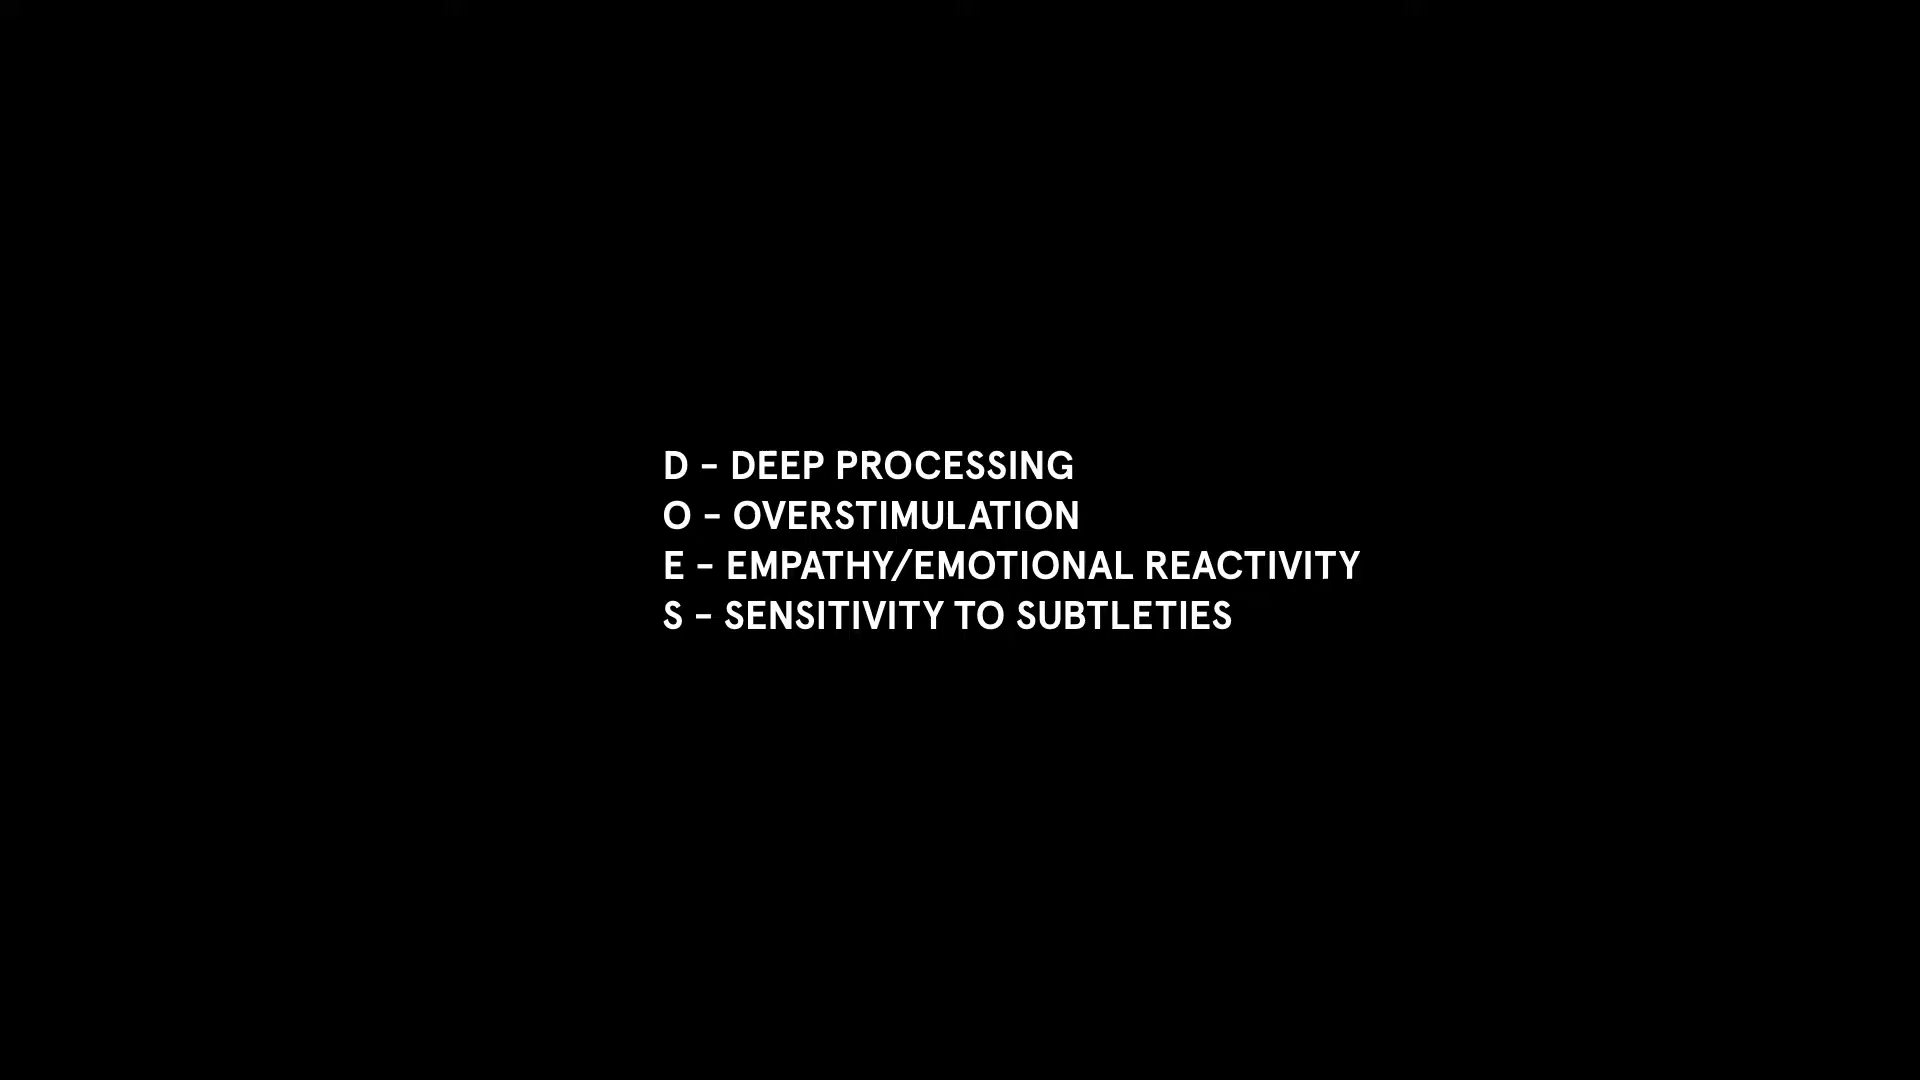 D – DEEP PROCESSING
O – OVERSTIMULATION
E – EMPATHY/EMOTIONAL REACTIVITY
S – SENSITIVITY TO SUBTLETIES